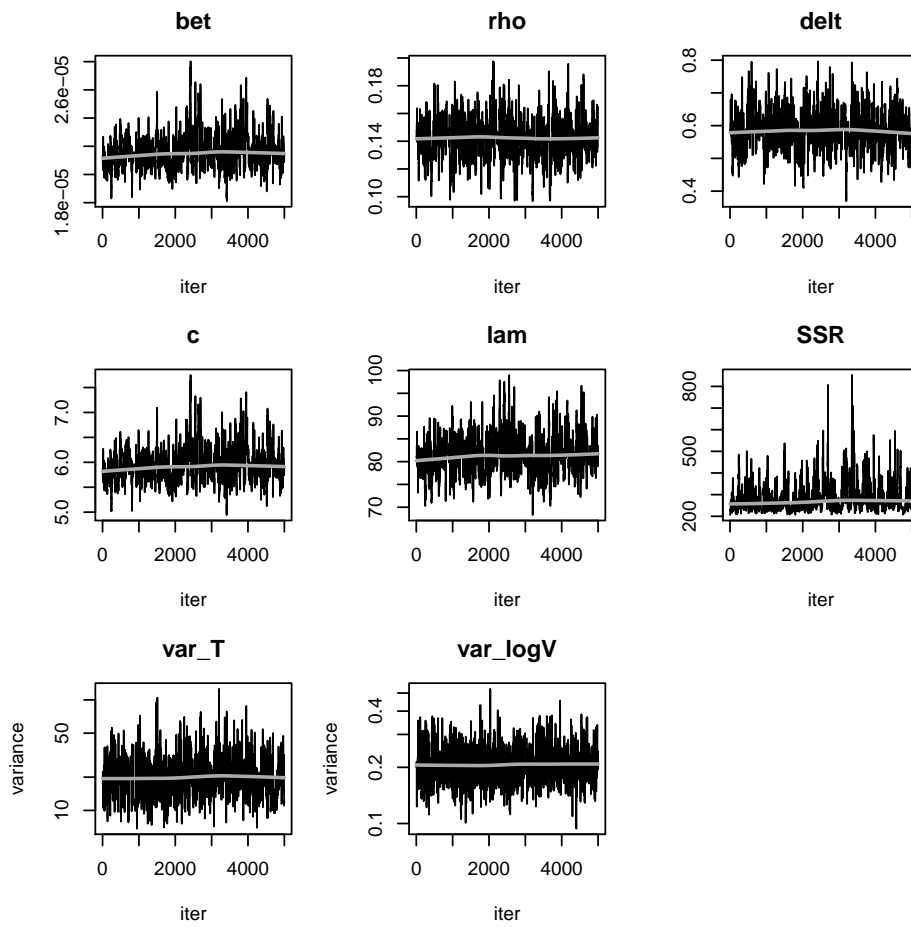 bet rho delt
1.8e-05 2.6e-05
0.10 0.14 0.18
0.4 0.6 0.8
0 2000 4000
0 2000 4000
0 2000 4000
iter iter iter
c lam SSR
5.0 6.0 7.0
70 80 90 100
200 500 800
0 2000 4000
0 2000 4000
0 2000 4000
iter iter iter
var_T var_logV
variance
10 50
variance
0.1 0.2 0.4
0 2000 4000
0 2000 4000
iter iter